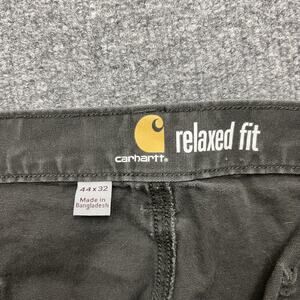 carhartt®
relaxed fit
44 x 32
Made in
Bangladesh